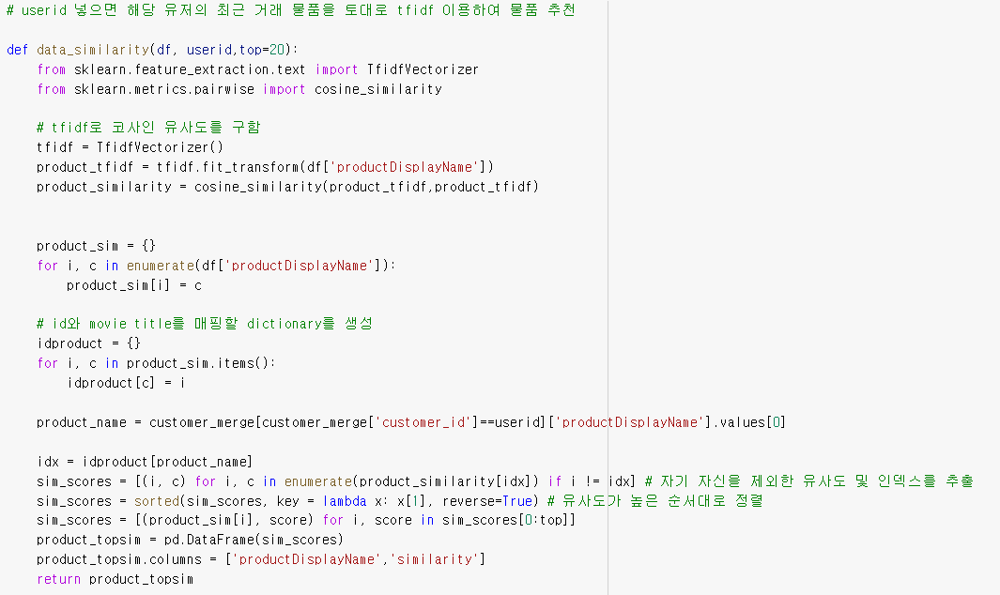 # userid 넣으면 해당 유저의 최근 거래 물품을 토대로 tfidf 이용하여 물품 추천
def data_similarity(df, userid,top=20):
    from sklearn.feature_extraction.text import TfidfVectorizer
    from sklearn.metrics.pairwise import cosine_similarity
    # tfidf로 코사인 유사도를 구함
    tfidf = TfidfVectorizer()
    product_tfidf = tfidf.fit_transform(df['productDisplayName'])
    product_similarity = cosine_similarity(product_tfidf,product_tfidf)
    product_sim = {}
    for i, c in enumerate(df['productDisplayName']):
        product_sim[i] = c
    # id와 movie title를 매핑할 dictionary를 생성
    idproduct = {}
    for i, c in product_sim.items():
        idproduct[c] = i
    product_name = customer_merge[customer_merge['customer_id']==userid]['productDisplayName'].values[0]
    idx = idproduct[product_name]
    sim_scores = [(i, c) for i, c in enumerate(product_similarity[idx]) if i != idx] # 자기 자신을 제외한 유사도 및 인덱스를 추출
    sim_scores = sorted(sim_scores, key = lambda x: x[1], reverse=True) # 유사도가 높은 순서대로 정렬
    sim_scores = [(product_sim[i], score) for i, score in sim_scores[0:top]]
    product_topsim = pd.DataFrame(sim_scores)
    product_topsim.columns = ['productDisplayName','similarity']
    return product_topsim